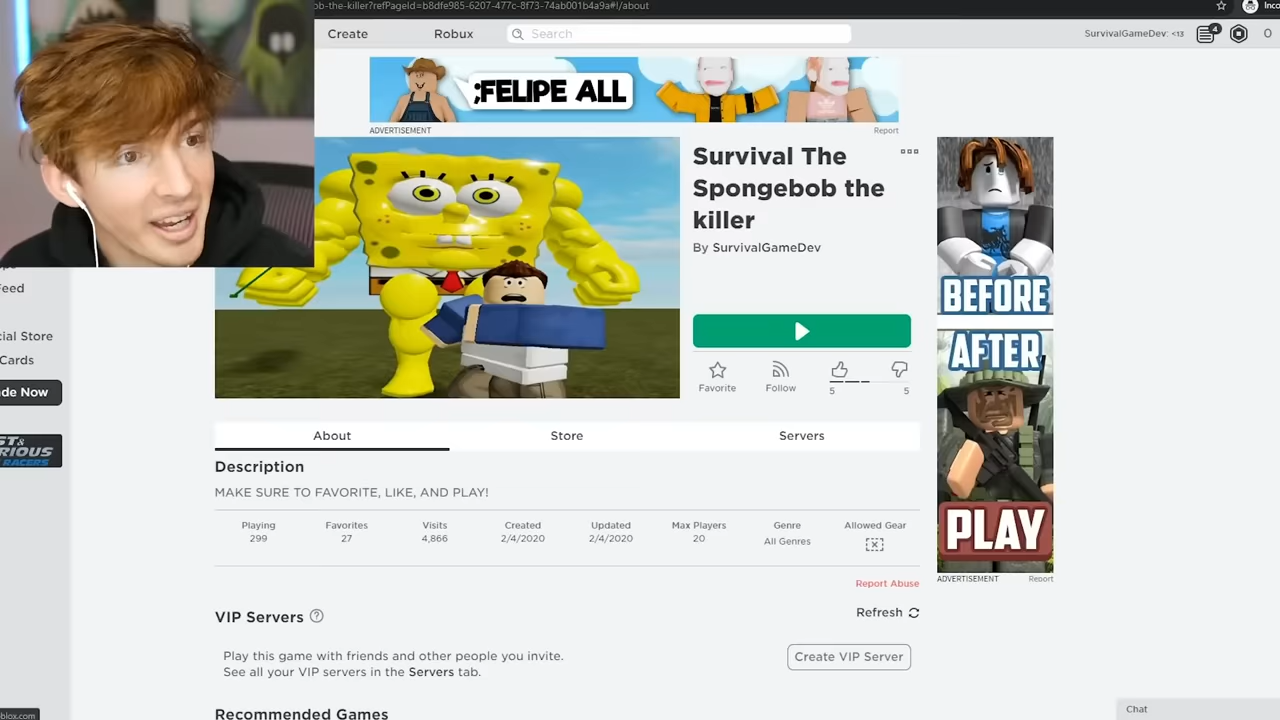 ob-the-killer?refPageId=b8dfe985-6207-477c-8f73-74ab001b4a9a#!/about
Create
Robux
Search
SurvivalGameDev: <13
4
0
;FELIPE ALL
ADVERTISEMENT
Report
Survival The
Spongebob the
killer
By SurvivalGameDev
Favorite
Follow
5
5
Feed
cial Store
Cards
de Now
BEFORE
AFTER
PLAY
ADVERTISEMENT
Report
About
Store
Servers
Description
MAKE SURE TO FAVORITE, LIKE, AND PLAY!
Playing
Favorites
Visits
Created
Updated
Max Players
Genre
Allowed Gear
299
27
4,866
2/4/2020
2/4/2020
20
All Genres
Report Abuse
VIP Servers
Refresh
Play this game with friends and other people you invite.
See all your VIP servers in the Servers tab.
Create VIP Server
Recommended Games
Chat
blox.com